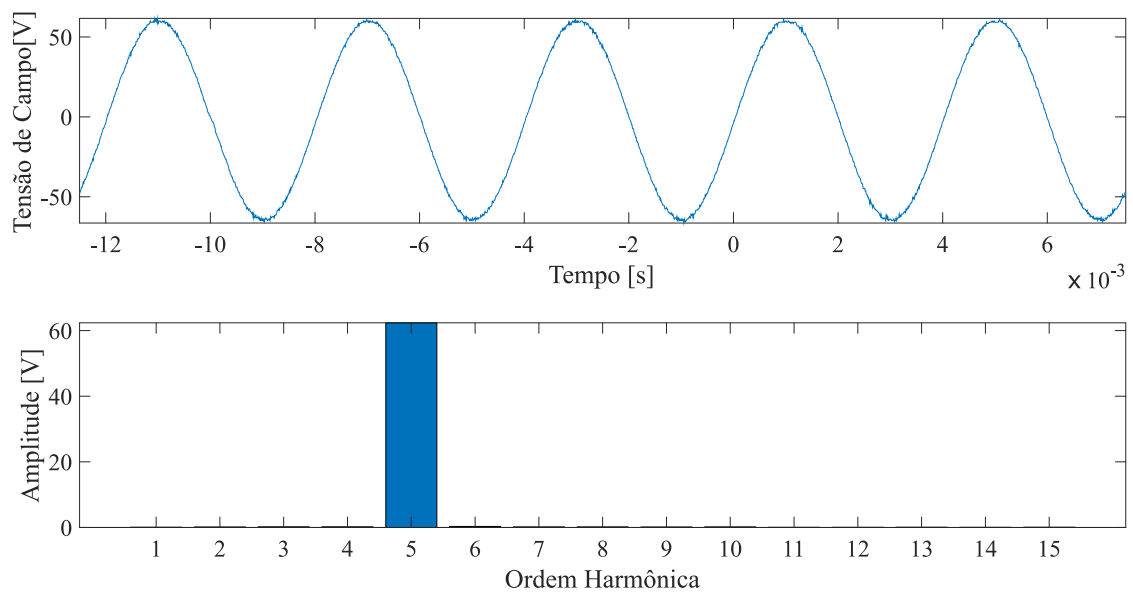 Tensão de Campo[V]
50
0
-50
-12 -10 -8 -6 -4 -2 0 2 4 6
Tempo [s]
x 10-3
Amplitude [V]
60
40
20
0
1 2 3 4 5 6 7 8 9 10 11 12 13 14 15
Ordem Harmônica